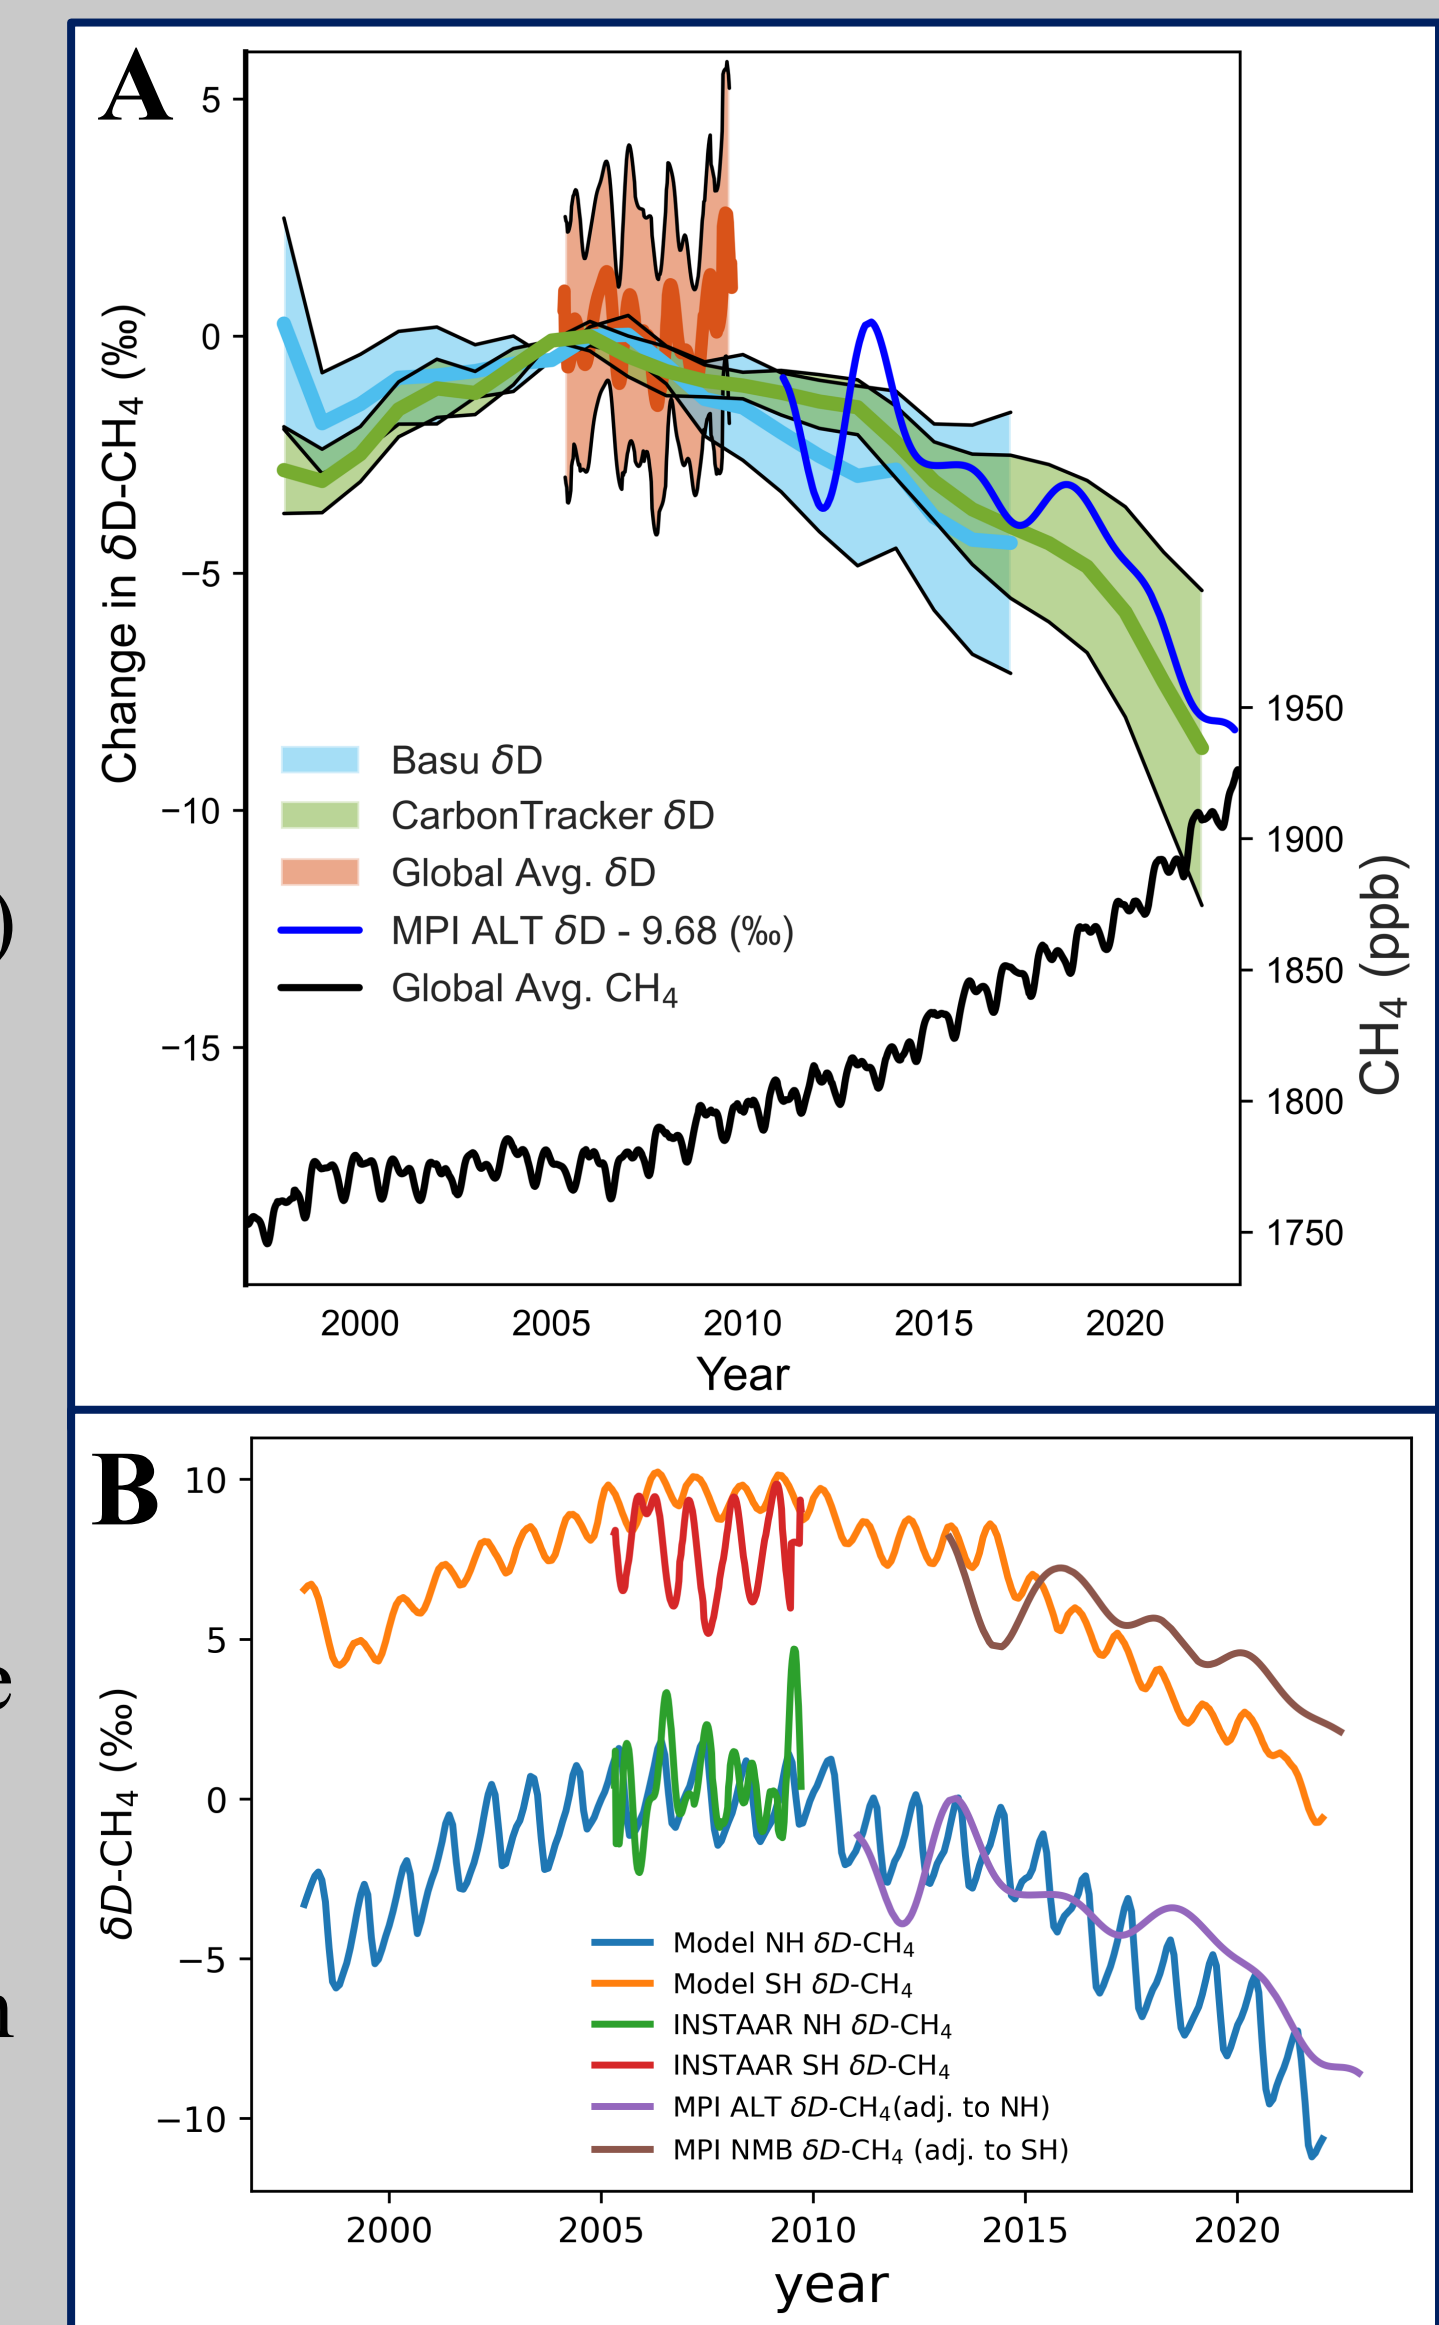 A
5
0
−5
−10
−15
Change in δD-CH₄ (‰)
1950
1900
1850
1800
1750
CH₄ (ppb)
Basu δD
CarbonTracker δD
Global Avg. δD
MPI ALT δD - 9.68 (‰)
Global Avg. CH₄
2000 2005 2010 2015 2020
Year
)
e
n
B
10
5
0
−5
−10
δD-CH₄ (‰)
Model NH δD-CH₄
Model SH δD-CH₄
INSTAAR NH δD-CH₄
INSTAAR SH δD-CH₄
MPI ALT δD-CH₄(adj. to NH)
MPI NMB δD-CH₄ (adj. to SH)
2000 2005 2010 2015 2020
year